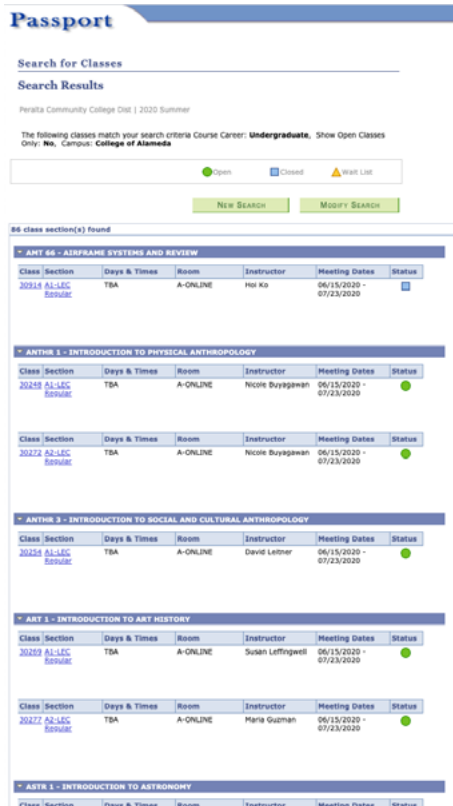 Passport
Search for Classes
Search Results
Peralta Community College Dist | 2020 Summer
The following classes match your search criteria Course Career: Undergraduate, Show Open Classes
Only: No, Campus: College of Alameda
Open Closed Wait List
NEW SEARCH MODIFY SEARCH
86 class section(s) found
AMT 66 - AIRFRAME SYSTEMS AND REVIEW
Class Section Days & Times Room Instructor Meeting Dates Status
30914 A1-LEC TBA A-ONLINE Hoi Ko 06/15/2020 -
Regular 07/23/2020
ANTHR 1 - INTRODUCTION TO PHYSICAL ANTHROPOLOGY
Class Section Days & Times Room Instructor Meeting Dates Status
30248 A1-LEC TBA A-ONLINE Nicole Buyagawan 06/15/2020 -
Regular 07/23/2020
Class Section Days & Times Room Instructor Meeting Dates Status
30272 A2-LEC TBA A-ONLINE Nicole Buyagawan 06/15/2020 -
Regular 07/23/2020
ANTHR 3 - INTRODUCTION TO SOCIAL AND CULTURAL ANTHROPOLOGY
Class Section Days & Times Room Instructor Meeting Dates Status
30254 A1-LEC TBA A-ONLINE David Leitner 06/15/2020 -
Regular 07/23/2020
ART 1 - INTRODUCTION TO ART HISTORY
Class Section Days & Times Room Instructor Meeting Dates Status
30269 A1-LEC TBA A-ONLINE Susan Leffingwell 06/15/2020 -
Regular 07/23/2020
Class Section Days & Times Room Instructor Meeting Dates Status
30277 A2-LEC TBA A-ONLINE Maria Guzman 06/15/2020 -
Regular 07/23/2020
ASTR 1 - INTRODUCTION TO ASTRONOMY
Class Section Days & Times Room Instructor Meeting Dates Status